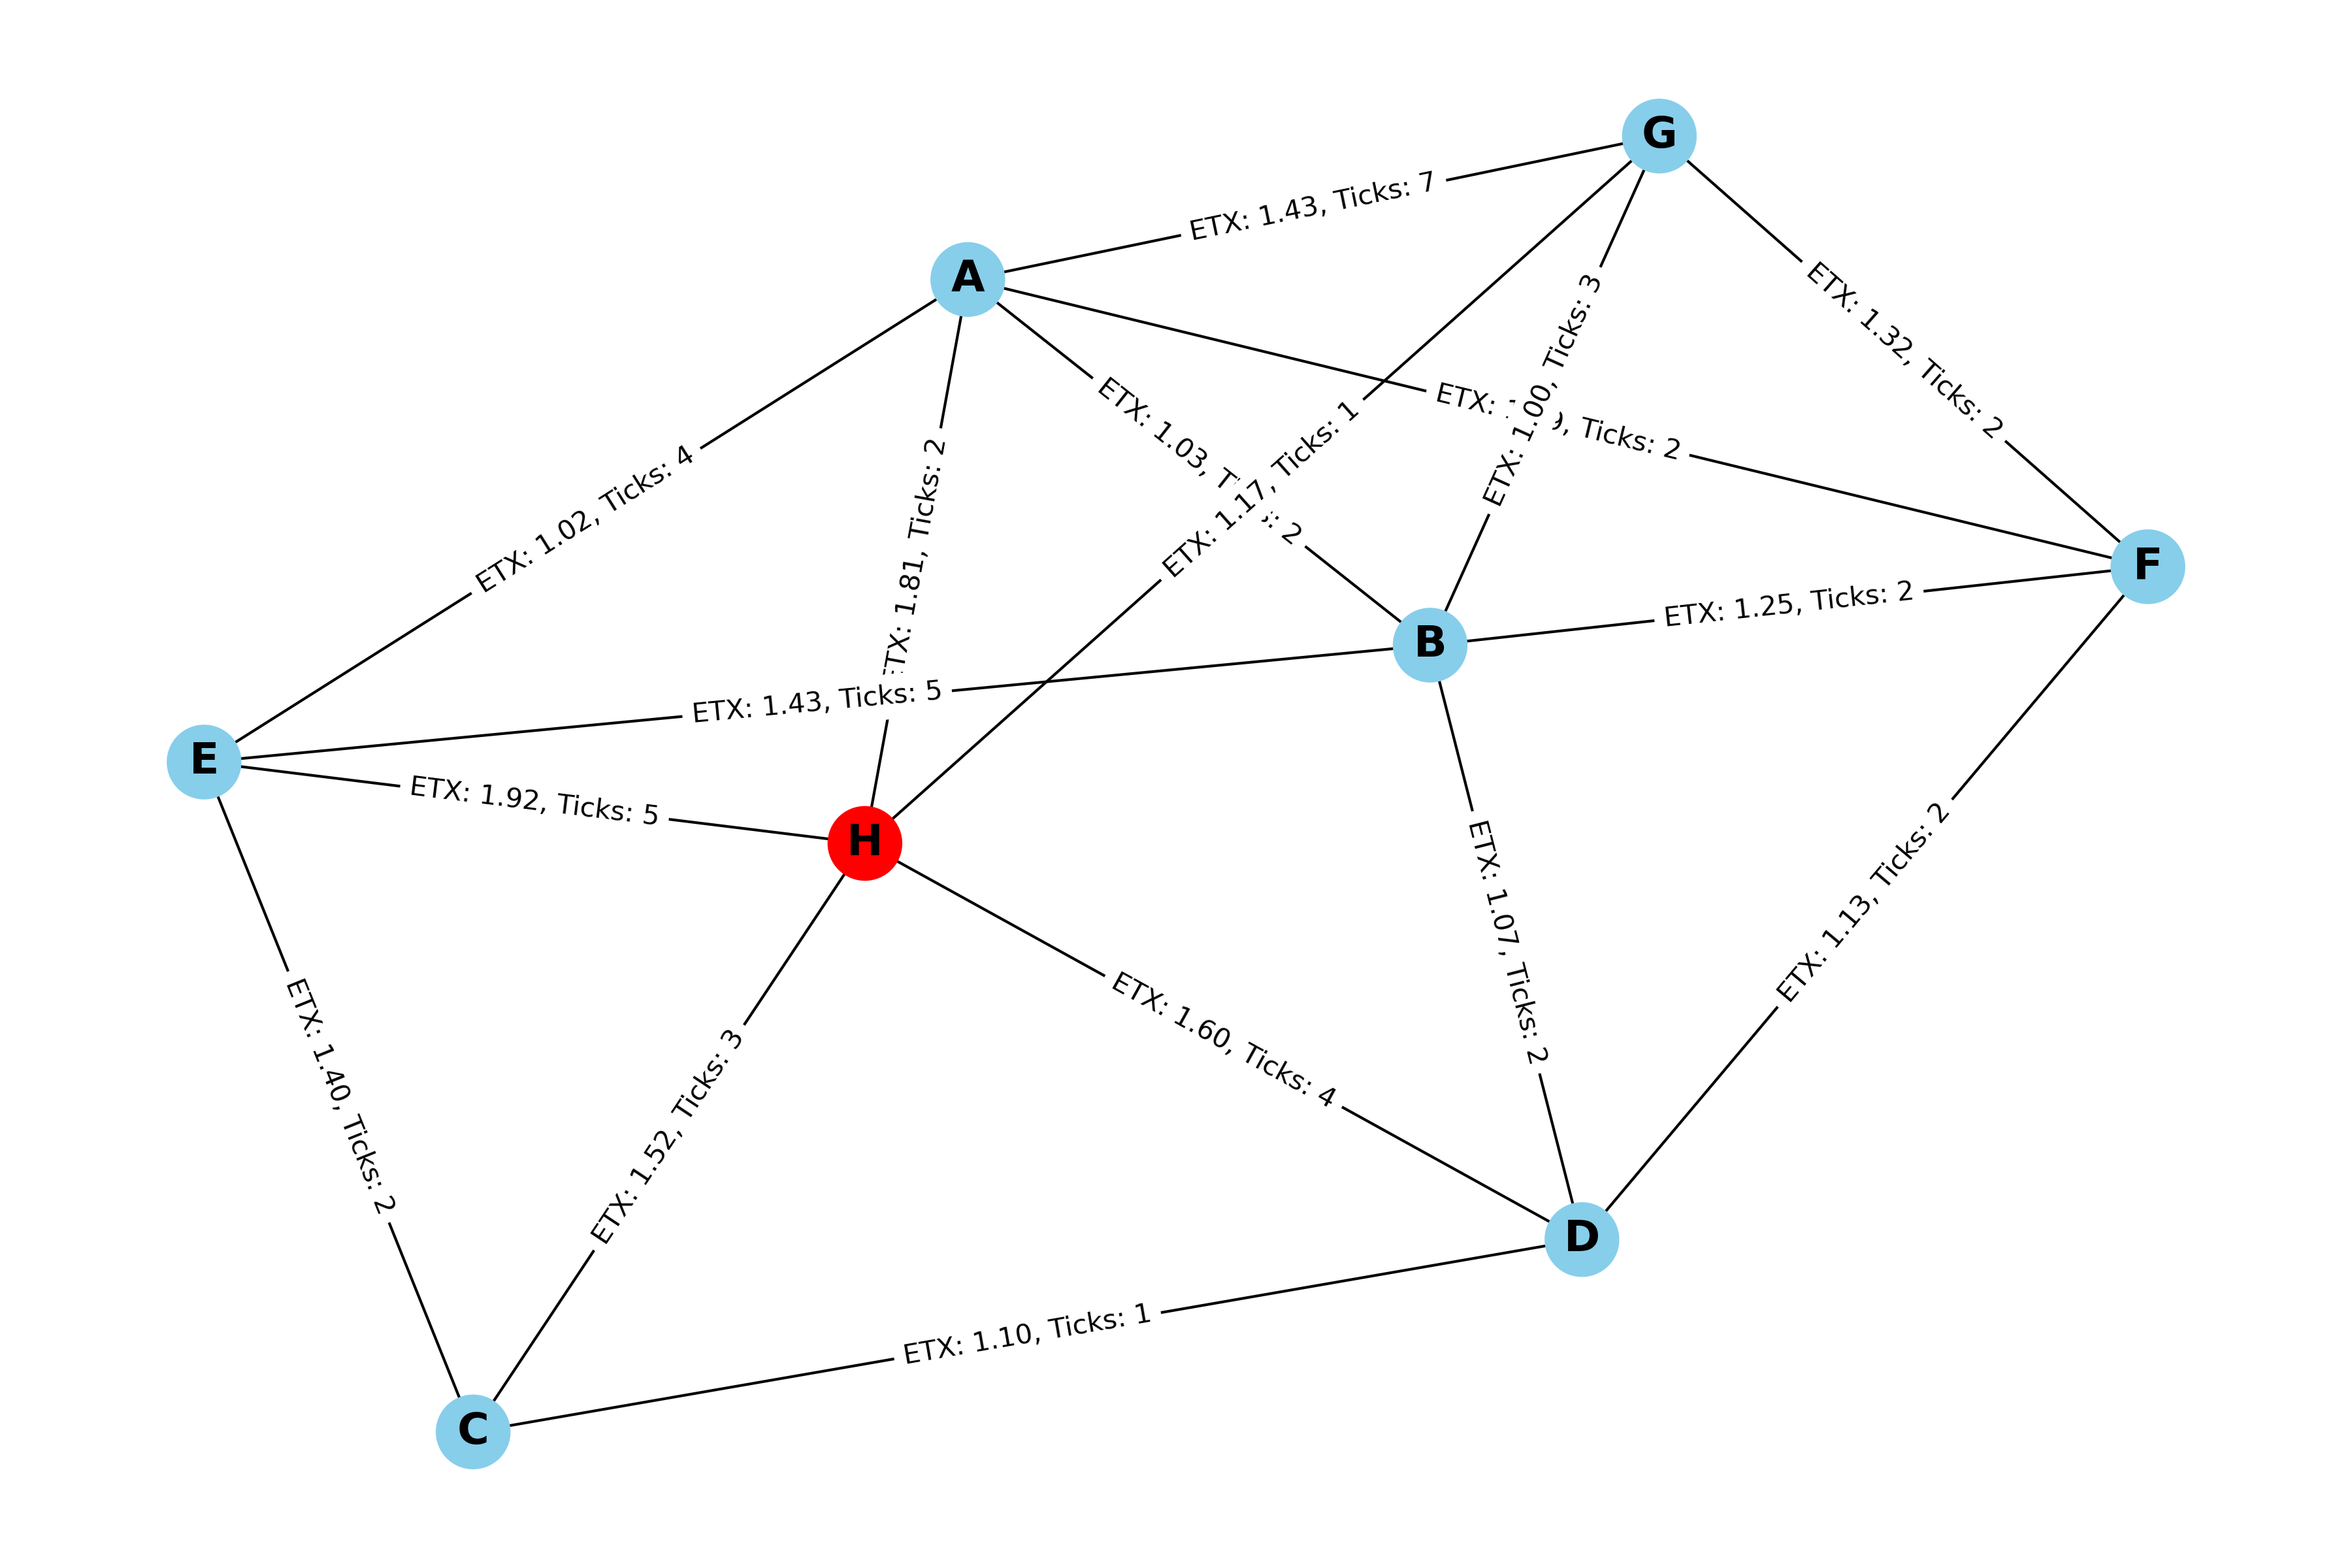 G
ETX: 1.43, Ticks: 7
A
ETX: 1.32, Ticks: 2
ETX: 1.00, Ticks: 3
ETX: Ticks: 2
ETX: 1.03, 2
ETX: 1.17, Ticks: 1
ETX: 1.02, Ticks: 4
ETX: 1.81, Ticks: 2
F
ETX: 1.25, Ticks: 2
B
ETX: 1.43, Ticks: 5
E
ETX: 1.92, Ticks: 5
H
ETX: 1.07, Ticks: 2
ETX: 1.13, Ticks: 2
ETX: 1.60, Ticks: 4
ETX: 1.40, Ticks: 2
ETX: 1.52, Ticks: 3
D
ETX: 1.10, Ticks: 1
C